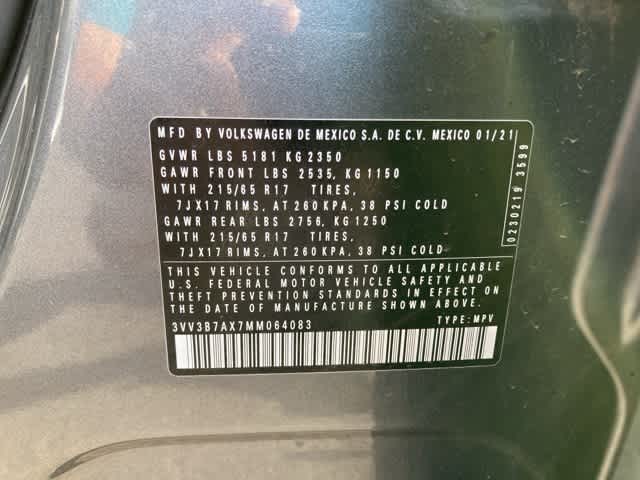 MFD BY VOLKSWAGEN DE MEXICO S.A. DE C.V. MEXICO 01/21
GVWR LBS 5181 KG 2350
GAWR FRONT LBS 2535, KG 1150
WITH 215/65 R17 TIRES,
7JX17 RIMS, AT 260 KPA, 38 PSI COLD
GAWR REAR LBS 2756, KG 1250
WITH 215/65 R17 TIRES,
7JX17 RIMS, AT 260 KPA, 38 PSI COLD
0230219 3599
THIS VEHICLE CONFORMS TO ALL APPLICABLE
U.S. FEDERAL MOTOR VEHICLE SAFETY AND
THEFT PREVENTION STANDARDS IN EFFECT ON
THE DATE OF MANUFACTURE SHOWN ABOVE.
3VV3B7AX7MM064083 TYPE: MPV